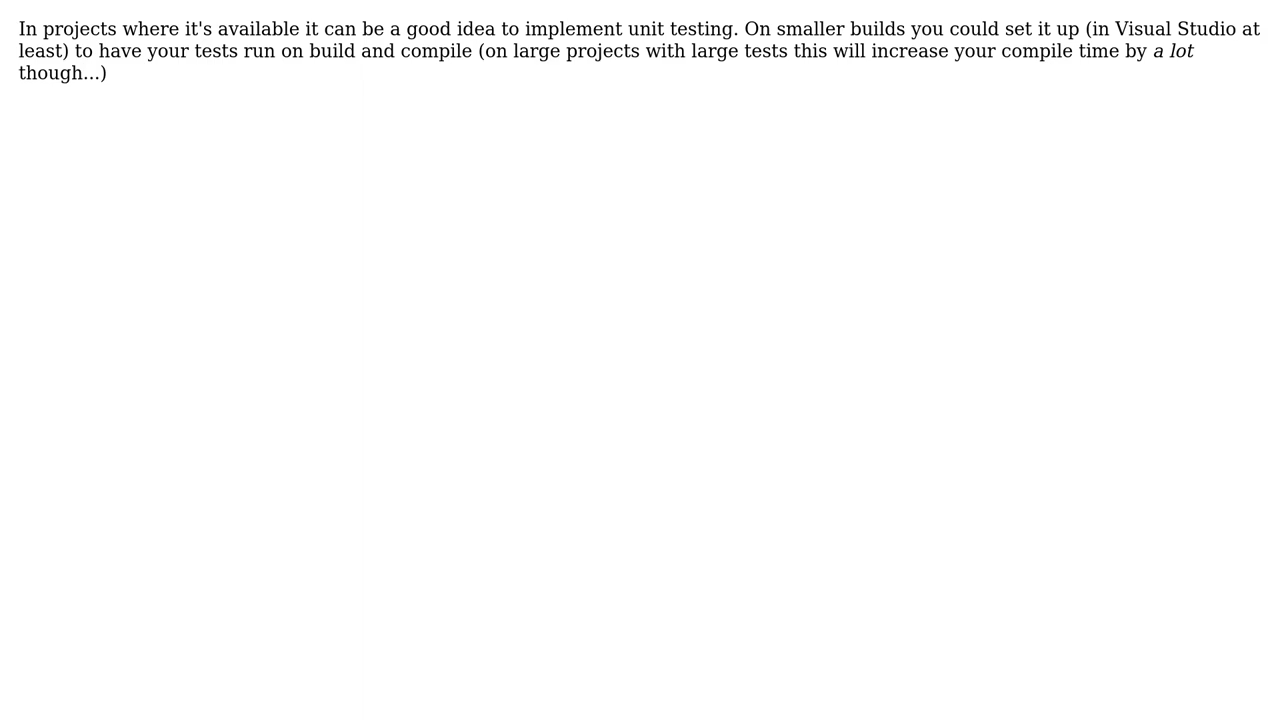 In projects where it's available it can be a good idea to implement unit testing. On smaller builds you could set it up (in Visual Studio at
least) to have your tests run on build and compile (on large projects with large tests this will increase your compile time by a lot
though...)